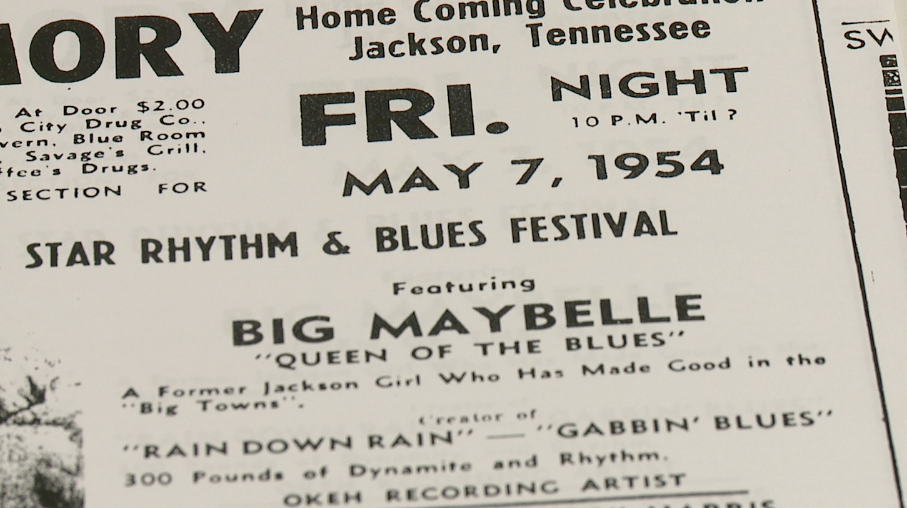 Home Coming Celebration
Jackson, Tennessee
ORY
FRI. NIGHT
10 P.M. 'Til ?
MAY 7, 1954
At Door $2.00
City Drug Co.,
vern, Blue Room
Savage's Grill,
ffee's Drugs.
SECTION FOR
STAR RHYTHM & BLUES FESTIVAL
Featuring
BIG MAYBELLE
"QUEEN OF THE BLUES"
A Former Jackson Girl Who Has Made Good in the
"Big Towns".
Creator of
"RAIN DOWN RAIN" — "GABBIN' BLUES"
300 Pounds of Dynamite and Rhythm.
OKEH RECORDING ARTIST
SW